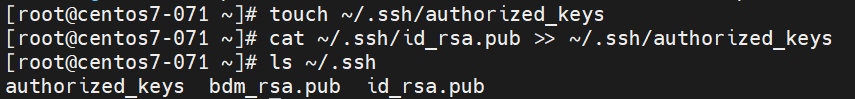 [root@centos7-071 ~]# touch ~/.ssh/authorized_keys
[root@centos7-071 ~]# cat ~/.ssh/id_rsa.pub >> ~/.ssh/authorized_keys
[root@centos7-071 ~]# ls ~/.ssh
authorized_keys  bdm_rsa.pub  id_rsa.pub